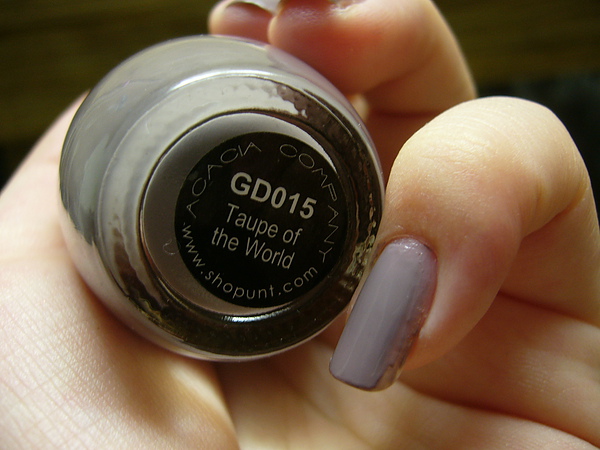 ACACIA COMPANY
GD015
Taupe of
the World
www.shopunt.com